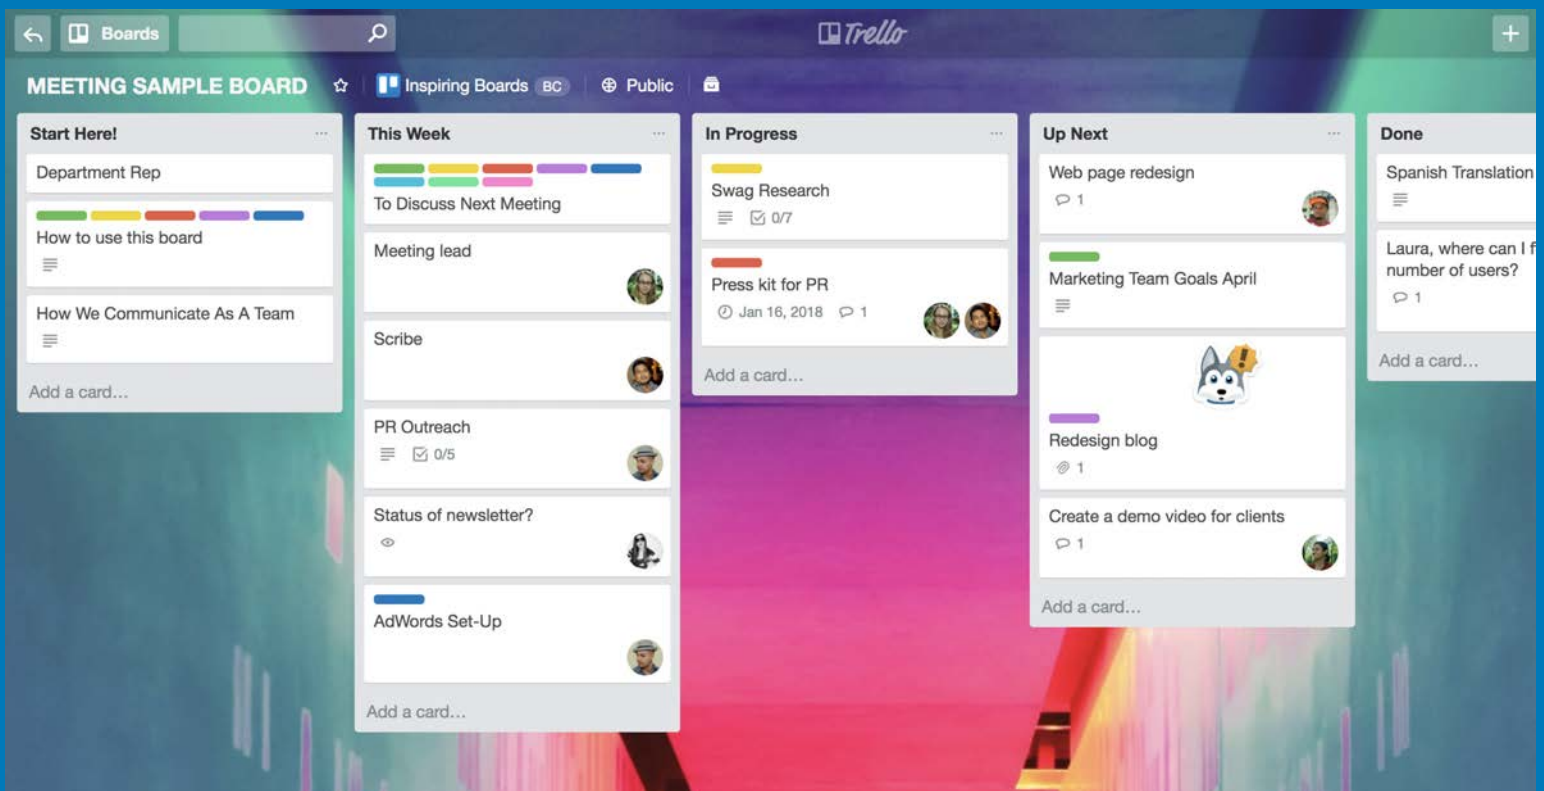 Boards
Trello
MEETING SAMPLE BOARD
Inspiring Boards BC
Public
Start Here!
Department Rep
How to use this board
How We Communicate As A Team
Add a card...
This Week
To Discuss Next Meeting
Meeting lead
Scribe
PR Outreach
0/5
Status of newsletter?
AdWords Set-Up
Add a card...
In Progress
Swag Research
0/7
Press kit for PR
Jan 16, 2018 1
Add a card...
Up Next
Web page redesign
1
Marketing Team Goals April
Redesign blog
1
Create a demo video for clients
1
Add a card...
Done
Spanish Translation
Laura, where can I f
number of users?
1
Add a card...